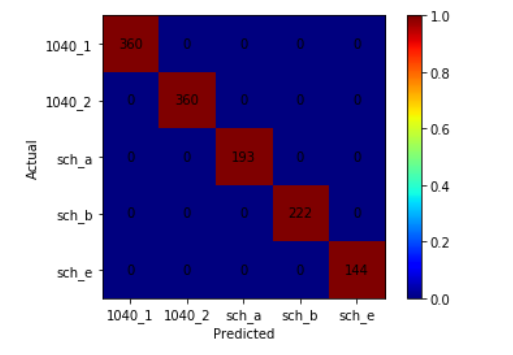 1040_1 360 0 0 0 0
1040_2 0 360 0 0 0
sch_a 0 0 193 0 0
sch_b 0 0 0 222 0
sch_e 0 0 0 0 144
1040_1 1040_2 sch_a sch_b sch_e
Predicted
Actual
1.0
0.8
0.6
0.4
0.2
0.0